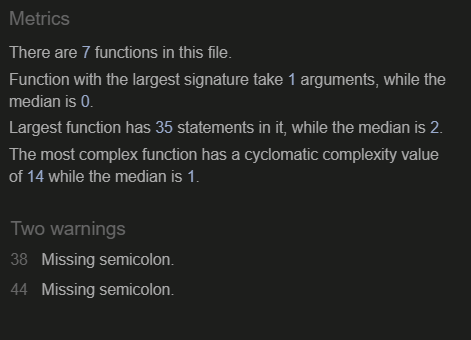 Metrics
There are 7 functions in this file.
Function with the largest signature take 1 arguments, while the
median is 0.
Largest function has 35 statements in it, while the median is 2.
The most complex function has a cyclomatic complexity value
of 14 while the median is 1.
Two warnings
38 Missing semicolon.
44 Missing semicolon.